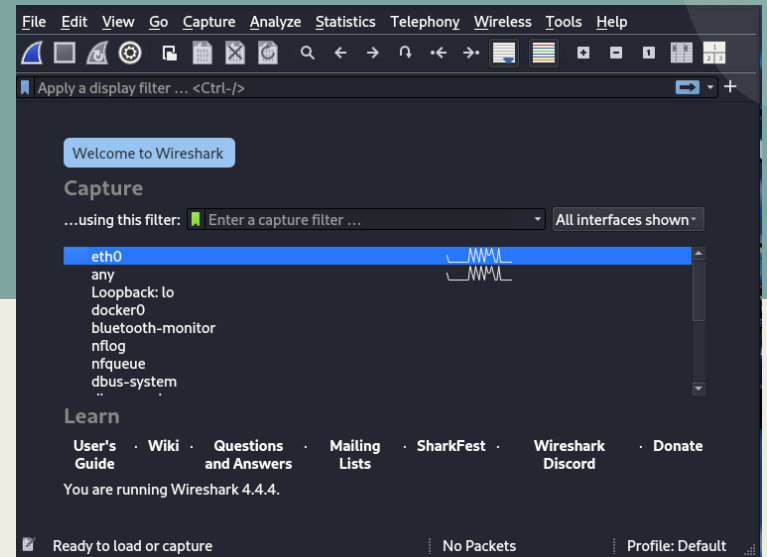 File Edit View Go Capture Analyze Statistics Telephony Wireless Tools Help
Apply a display filter … <Ctrl-/>
Welcome to Wireshark
Capture
…using this filter: Enter a capture filter … All interfaces shown
eth0
any
Loopback: lo
docker0
bluetooth-monitor
nflog
nfqueue
dbus-system
Learn
User's Guide · Wiki · Questions and Answers · Mailing Lists · SharkFest · Wireshark Discord · Donate
You are running Wireshark 4.4.4.
Ready to load or capture No Packets Profile: Default